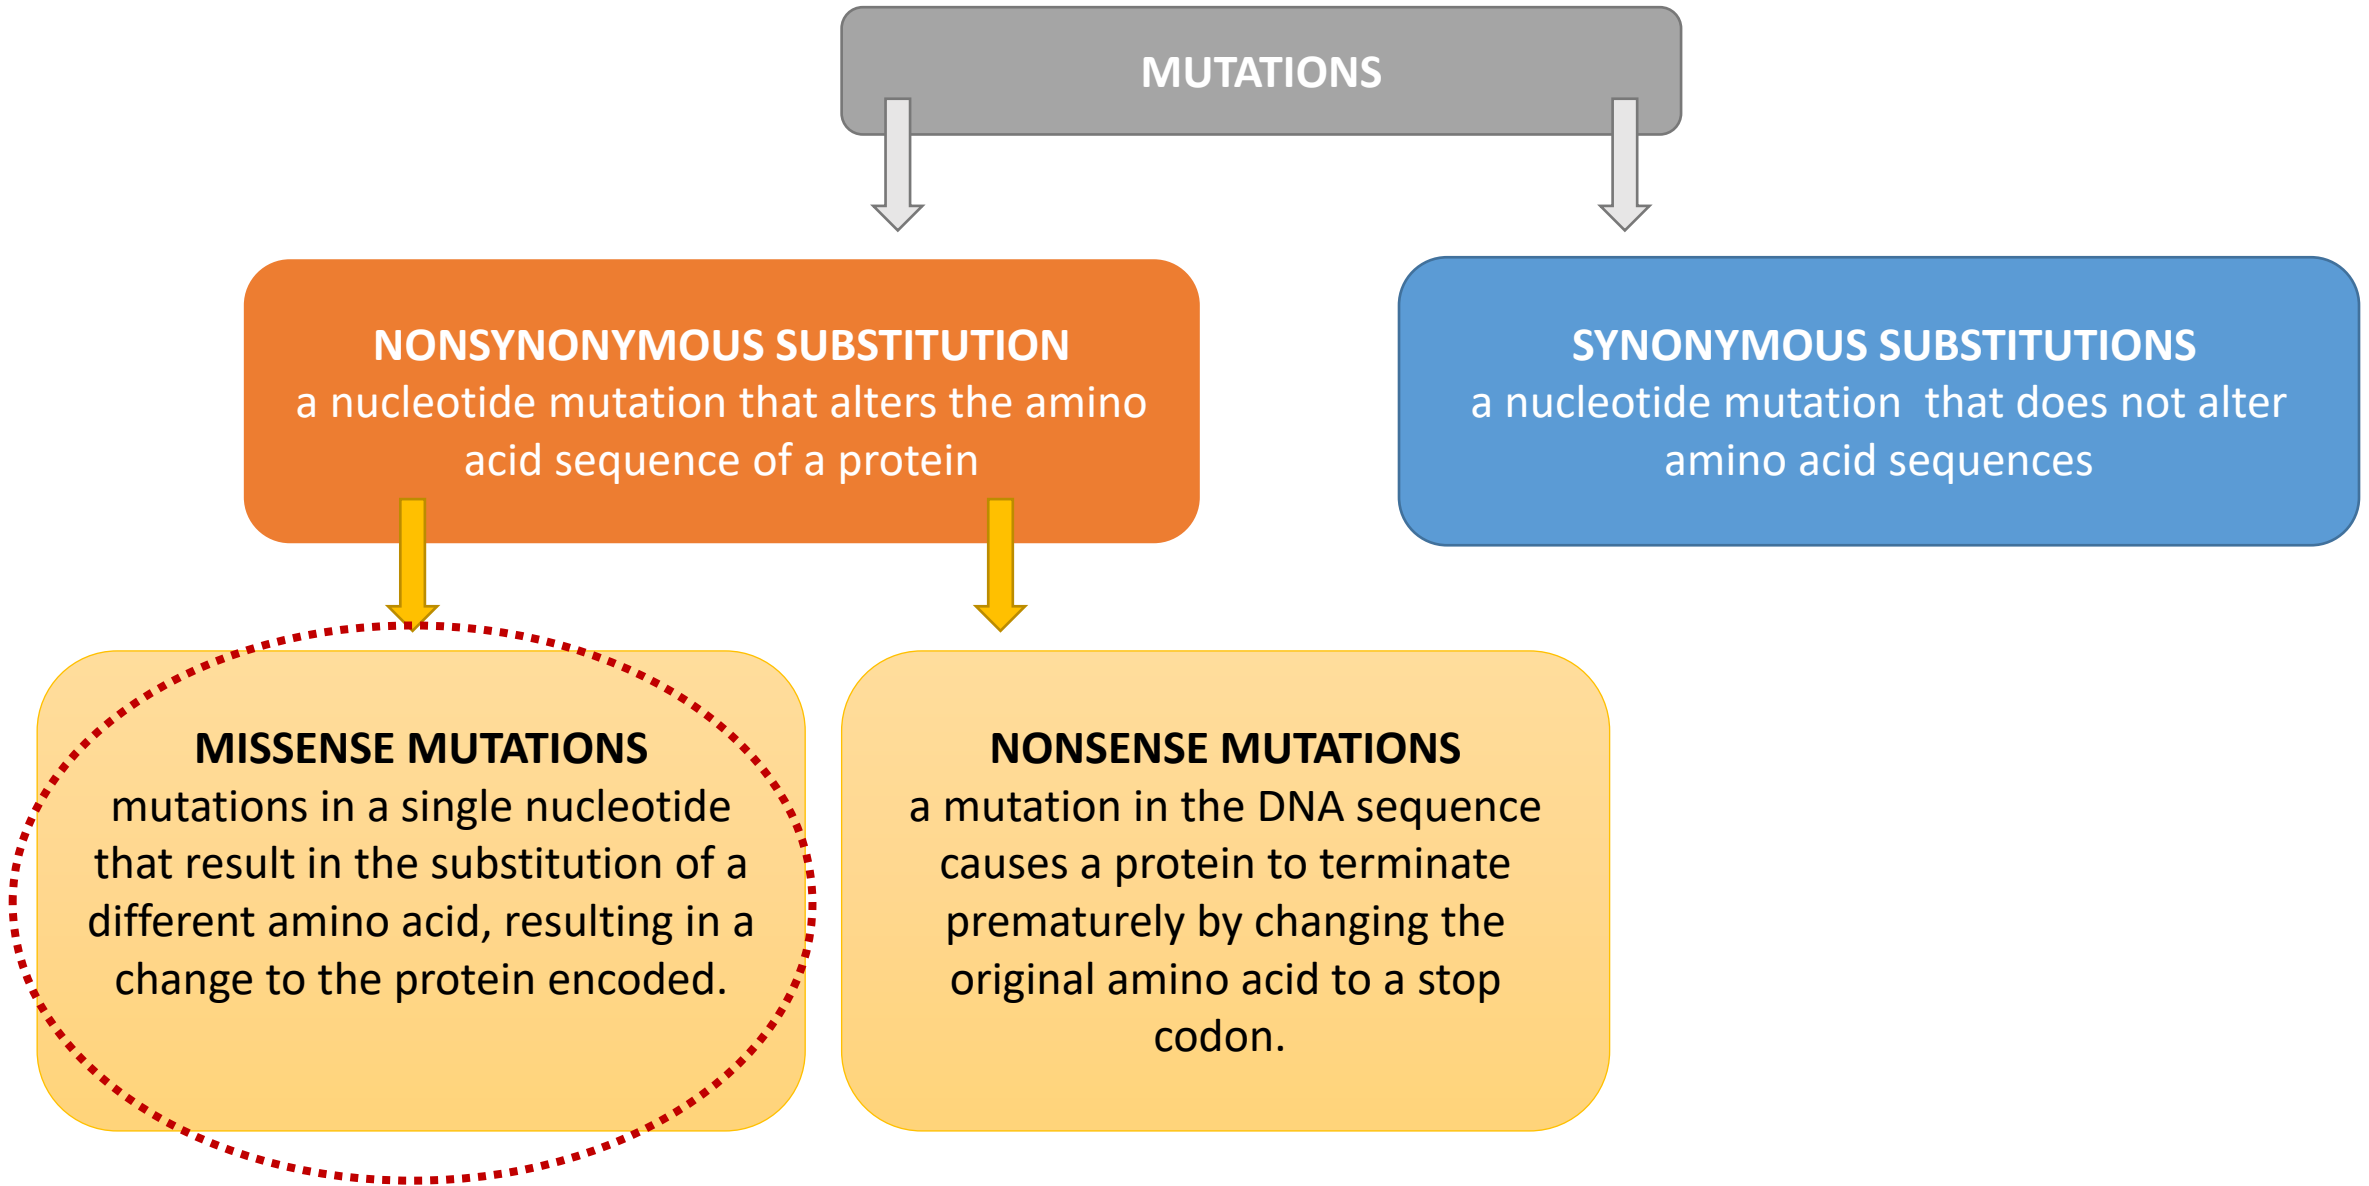 MUTATIONS
NONSYNONYMOUS SUBSTITUTION
a nucleotide mutation that alters the amino
acid sequence of a protein
SYNONYMOUS SUBSTITUTIONS
a nucleotide mutation  that does not alter
amino acid sequences
MISSENSE MUTATIONS
mutations in a single nucleotide
that result in the substitution of a
different amino acid, resulting in a
change to the protein encoded.
NONSENSE MUTATIONS
a mutation in the DNA sequence
causes a protein to terminate
prematurely by changing the
original amino acid to a stop
codon.